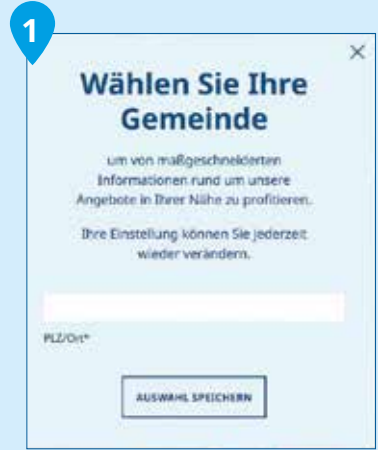 1
Wählen Sie Ihre
Gemeinde
um von maßgeschneiderten
Informationen rund um unsere
Angebote in Ihrer Nähe zu profitieren.
Ihre Einstellung können Sie jederzeit
wieder verändern.
PLZ/Ort*
AUSWAHL SPEICHERN